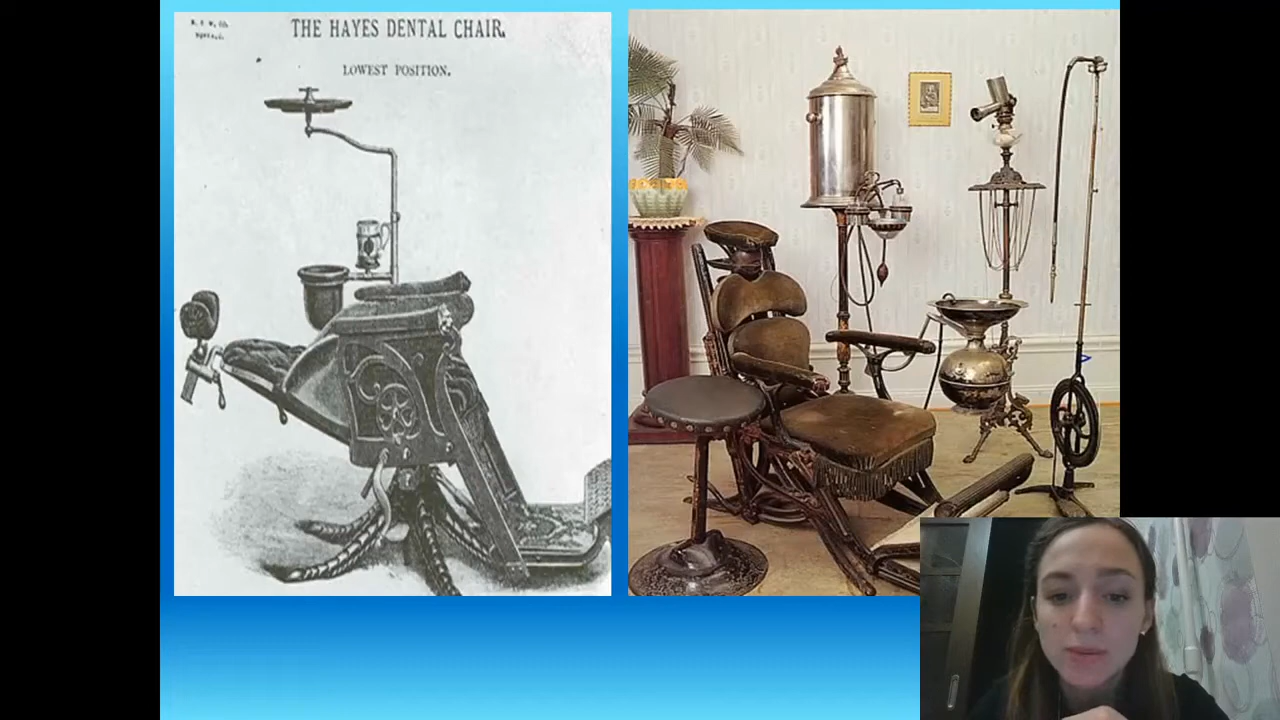 THE HAYES DENTAL CHAIR.
LOWEST POSITION.